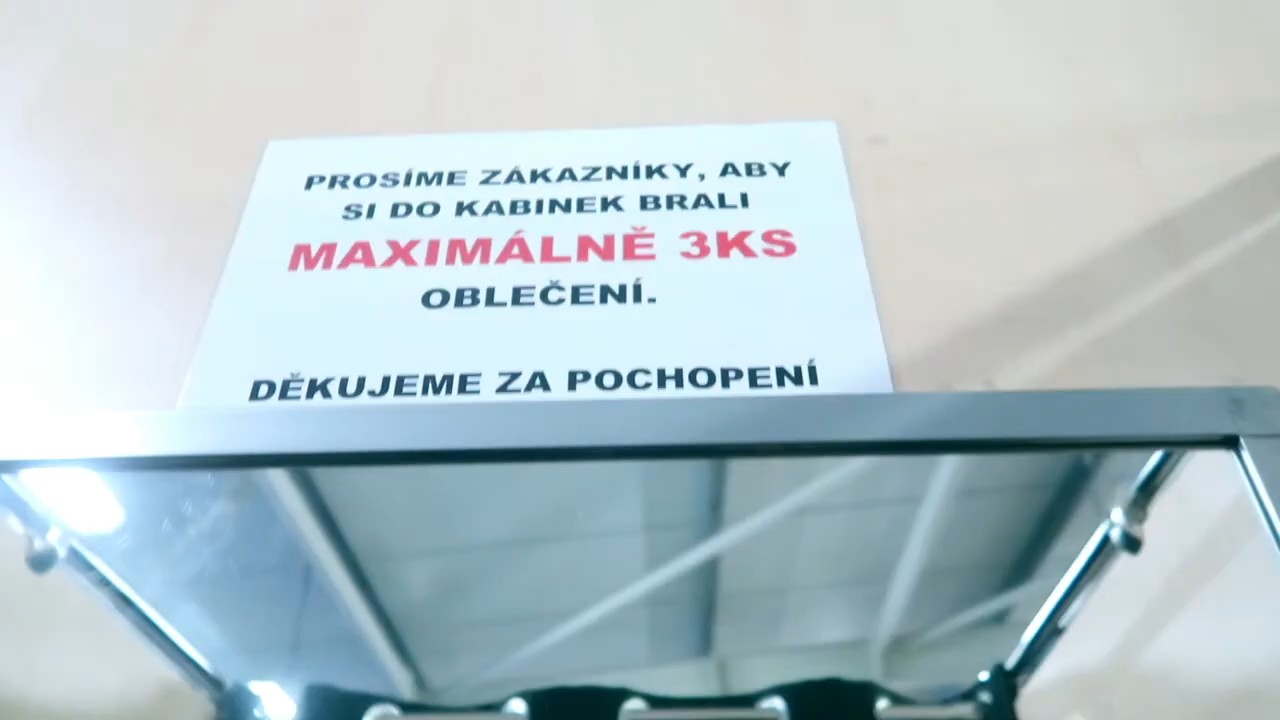 PROSÍME ZÁKAZNÍKY, ABY
SI DO KABINEK BRALI
MAXIMÁLNĚ 3KS
OBLEČENÍ.
DĚKUJEME ZA POCHOPENÍ